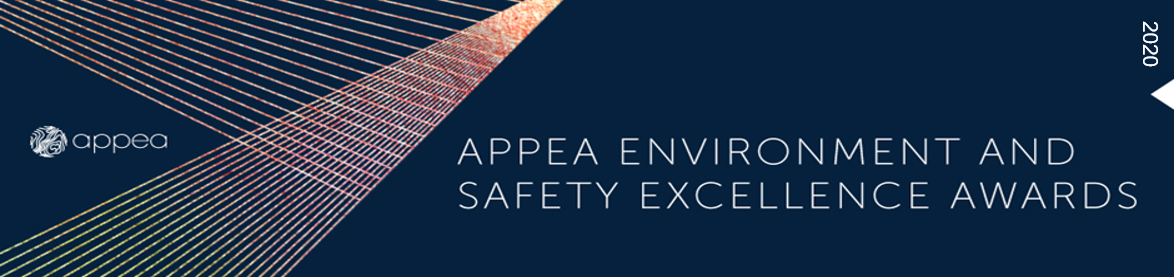 2020
appea
APPEA ENVIRONMENT AND
SAFETY EXCELLENCE AWARDS